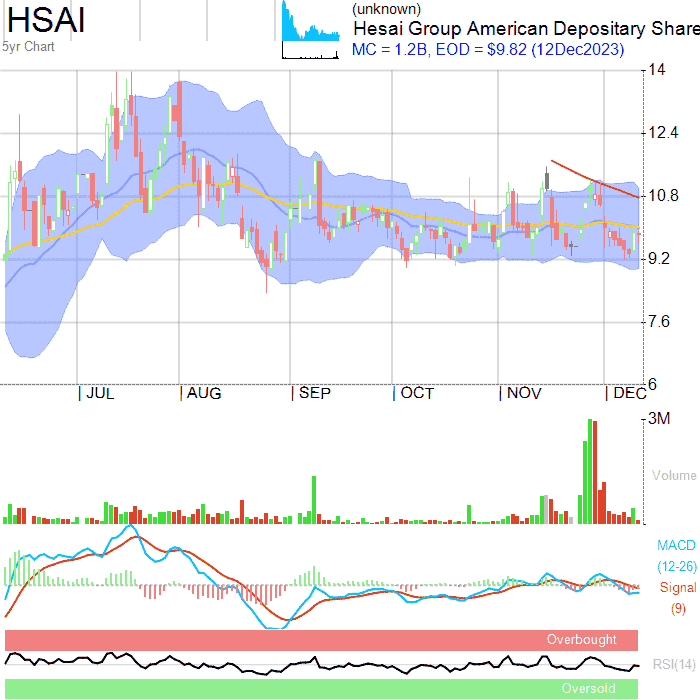 HSAI
(unknown)
Hesai Group American Depositary Share
5yr Chart
MC = 1.2B, EOD = $9.82 (12Dec2023)
14
12.4
10.8
9.2
7.6
6
| JUL | AUG | SEP | OCT | NOV | DEC
3M
Volume
MACD
(12-26)
Signal
(9)
Overbought
RSI(14)
Oversold